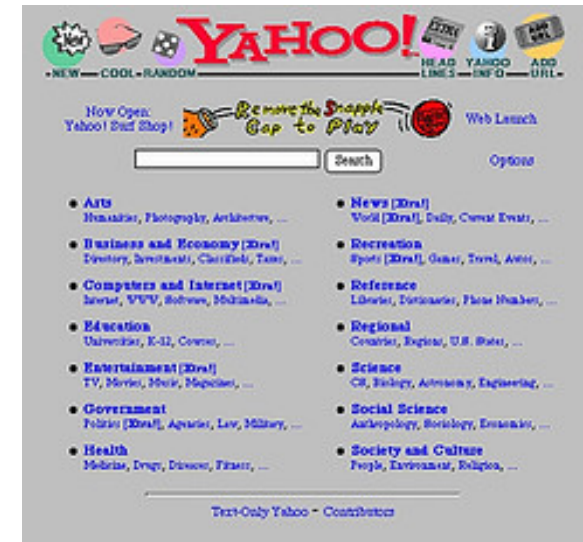 New
EXTRA
i
ADD URL
YAHOO!
NEW COOL RANDOM
HEAD LINES YAHOO INFO ADD URL
Now Open:
Yahoo! Surf Shop!
Remove the Snapple
Cap to Play
Web Launch
Search
Options
Arts
Humanities, Photography, Architecture, ...
Business and Economy [Xtra!]
Directory, Investments, Classifieds, Taxes, ...
Computers and Internet [Xtra!]
Internet, WWW, Software, Multimedia, ...
Education
Universities, K-12, Courses, ...
Entertainment [Xtra!]
TV, Movies, Music, Magazines, ...
Government
Politics [Xtra!], Agencies, Law, Military, ...
Health
Medicine, Drugs, Diseases, Fitness, ...
News [Xtra!]
World [Xtra!], Daily, Current Events, ...
Recreation
Sports [Xtra!], Games, Travel, Autos, ...
Reference
Libraries, Dictionaries, Phone Numbers, ...
Regional
Countries, Regions, U.S. States, ...
Science
CS, Biology, Astronomy, Engineering, ...
Social Science
Anthropology, Sociology, Economics, ...
Society and Culture
People, Environment, Religion, ...
Text-Only Yahoo - Contributors